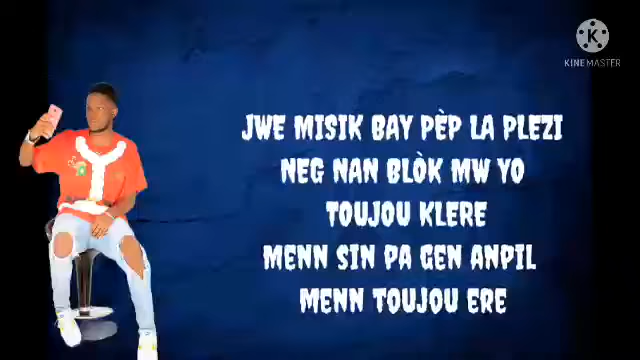 K
KINEMASTER
JWE MISIK BAY PÈP LA PLEZI
NEG NAN BLÒK MW YO
TOUJOU KLERE
MENN SIN PA GEN ANPIL
MENN TOUJOU ERE